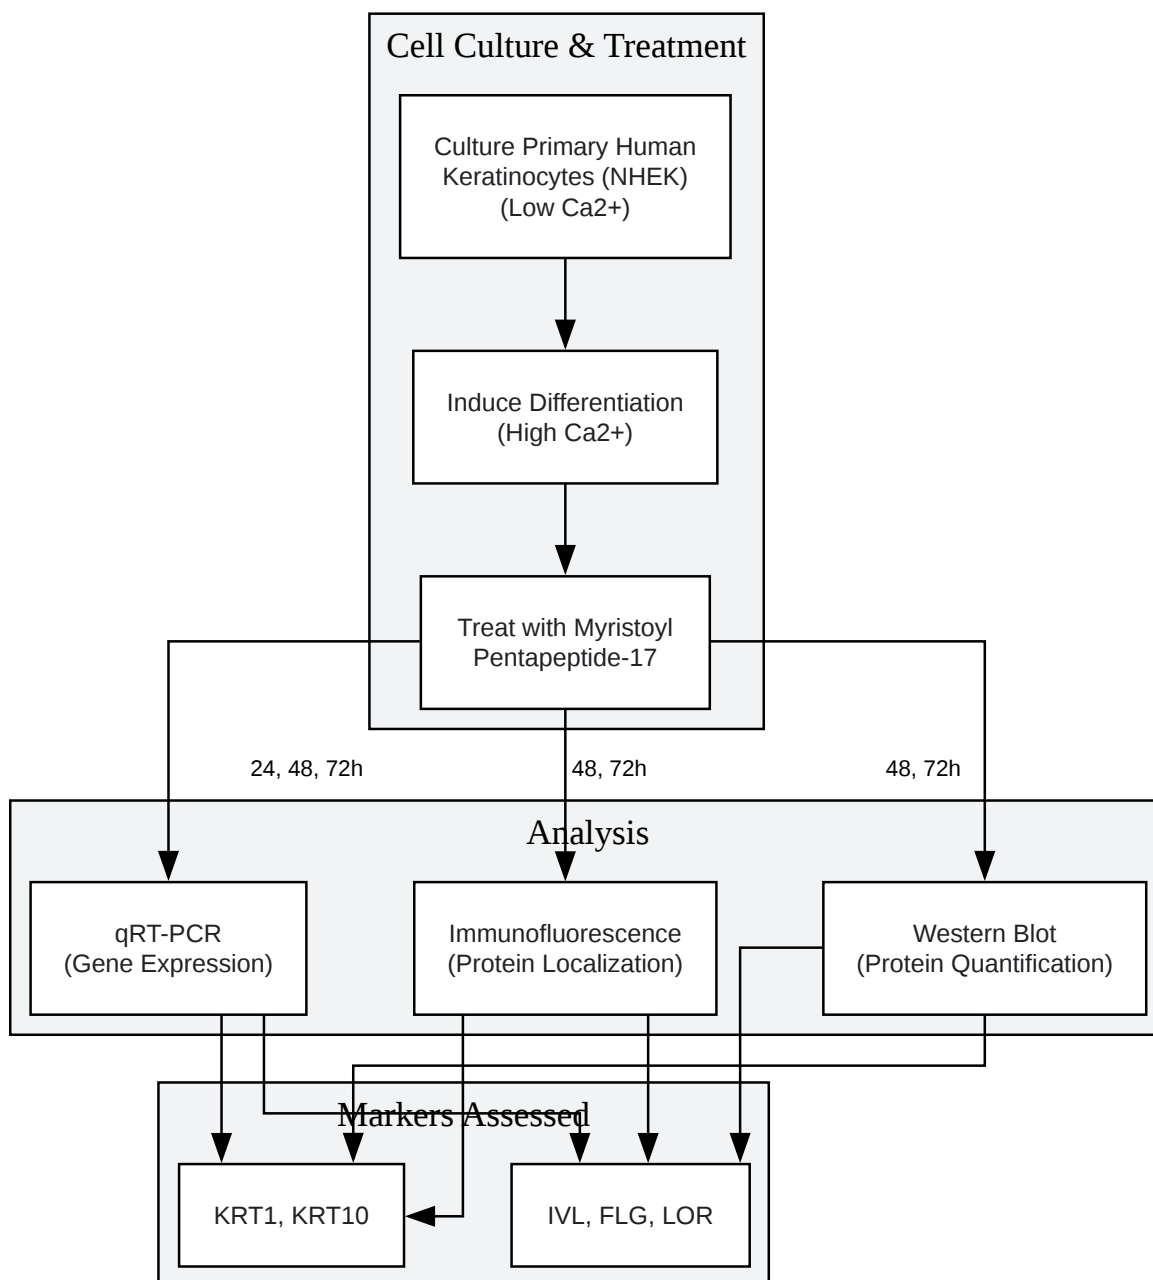 Cell Culture & Treatment
Culture Primary Human
Keratinocytes (NHEK)
(Low Ca2+)
Induce Differentiation
(High Ca2+)
Treat with Myristoyl
Pentapeptide-17
24, 48, 72h
48, 72h
48, 72h
Analysis
qRT-PCR
(Gene Expression)
Immunofluorescence
(Protein Localization)
Western Blot
(Protein Quantification)
Markers Assessed
KRT1, KRT10
IVL, FLG, LOR